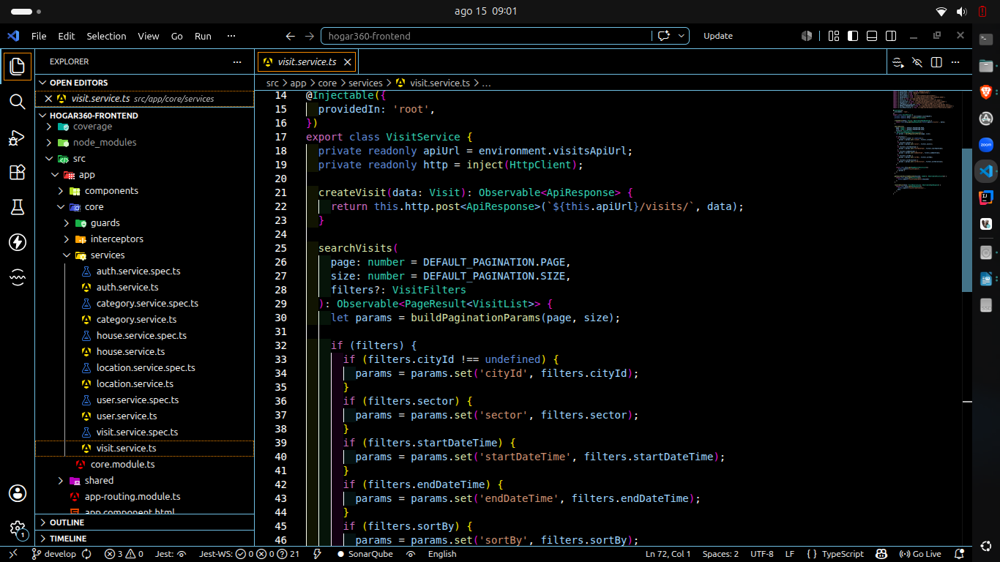 ago 15 09:01
File Edit Selection View Go Run ···
hogar360-frontend
Update
EXPLORER
OPEN EDITORS
visit.service.ts src/app/core/services
HOGAR360-FRONTEND
coverage
node_modules
src
app
components
core
guards
interceptors
services
auth.service.spec.ts
auth.service.ts
category.service.spec.ts
category.service.ts
house.service.spec.ts
house.service.ts
location.service.spec.ts
location.service.ts
user.service.spec.ts
user.service.ts
visit.service.spec.ts
visit.service.ts
core.module.ts
shared
app-routing.module.ts
app.component.html
OUTLINE
TIMELINE
visit.service.ts
src > app > core > services > visit.service.ts > ...
14 @Injectable({
15 providedIn: 'root',
16 })
17 export class VisitService {
18 private readonly apiUrl = environment.visitsApiUrl;
19 private readonly http = inject(HttpClient);
20
21 createVisit(data: Visit): Observable<ApiResponse> {
22 return this.http.post<ApiResponse>(`${this.apiUrl}/visits/`, data);
23 }
24
25 searchVisits(
26 page: number = DEFAULT_PAGINATION.PAGE,
27 size: number = DEFAULT_PAGINATION.SIZE,
28 filters?: VisitFilters
29 ): Observable<PageResult<VisitList>> {
30 let params = buildPaginationParams(page, size);
31
32 if (filters) {
33 if (filters.cityId !== undefined) {
34 params = params.set('cityId', filters.cityId);
35 }
36 if (filters.sector) {
37 params = params.set('sector', filters.sector);
38 }
39 if (filters.startDateTime) {
40 params = params.set('startDateTime', filters.startDateTime);
41 }
42 if (filters.endDateTime) {
43 params = params.set('endDateTime', filters.endDateTime);
44 }
45 if (filters.sortBy) {
46 params = params.set('sortBy', filters.sortBy);
zoom
1
develop 3 0 Jest: Jest-WS: 0 0 21 SonarQube English Ln 72, Col 1 Spaces: 2 UTF-8 LF { } TypeScript Go Live